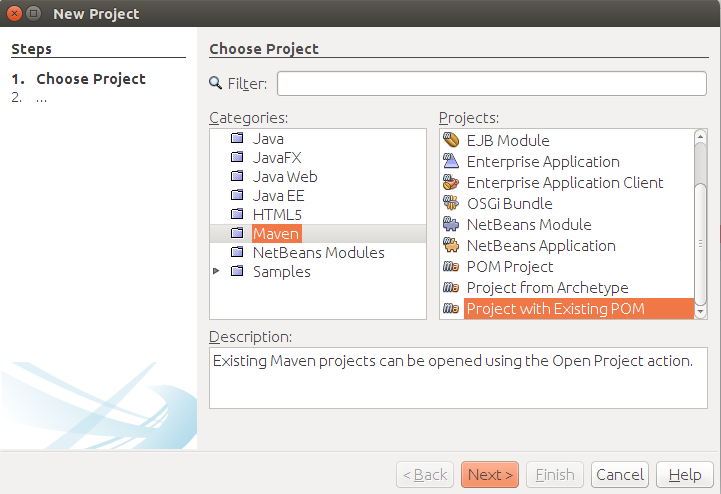 New Project
Steps
1. Choose Project
2. ...
Choose Project
Filter:
Categories:
Java
JavaFX
Java Web
Java EE
HTML5
Maven
NetBeans Modules
Samples
Projects:
EJB Module
Enterprise Application
Enterprise Application Client
OSGi Bundle
NetBeans Module
NetBeans Application
POM Project
Project from Archetype
Project with Existing POM
Description:
Existing Maven projects can be opened using the Open Project action.
< Back Next > Finish Cancel Help